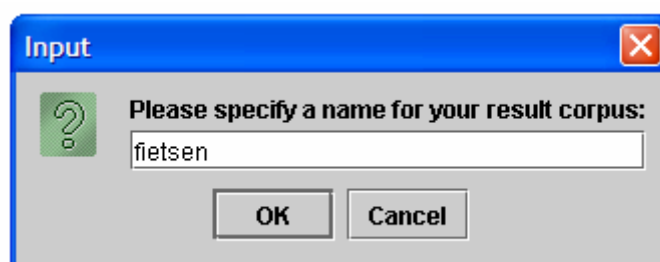 Input
Please specify a name for your result corpus:
fietsen
OK Cancel